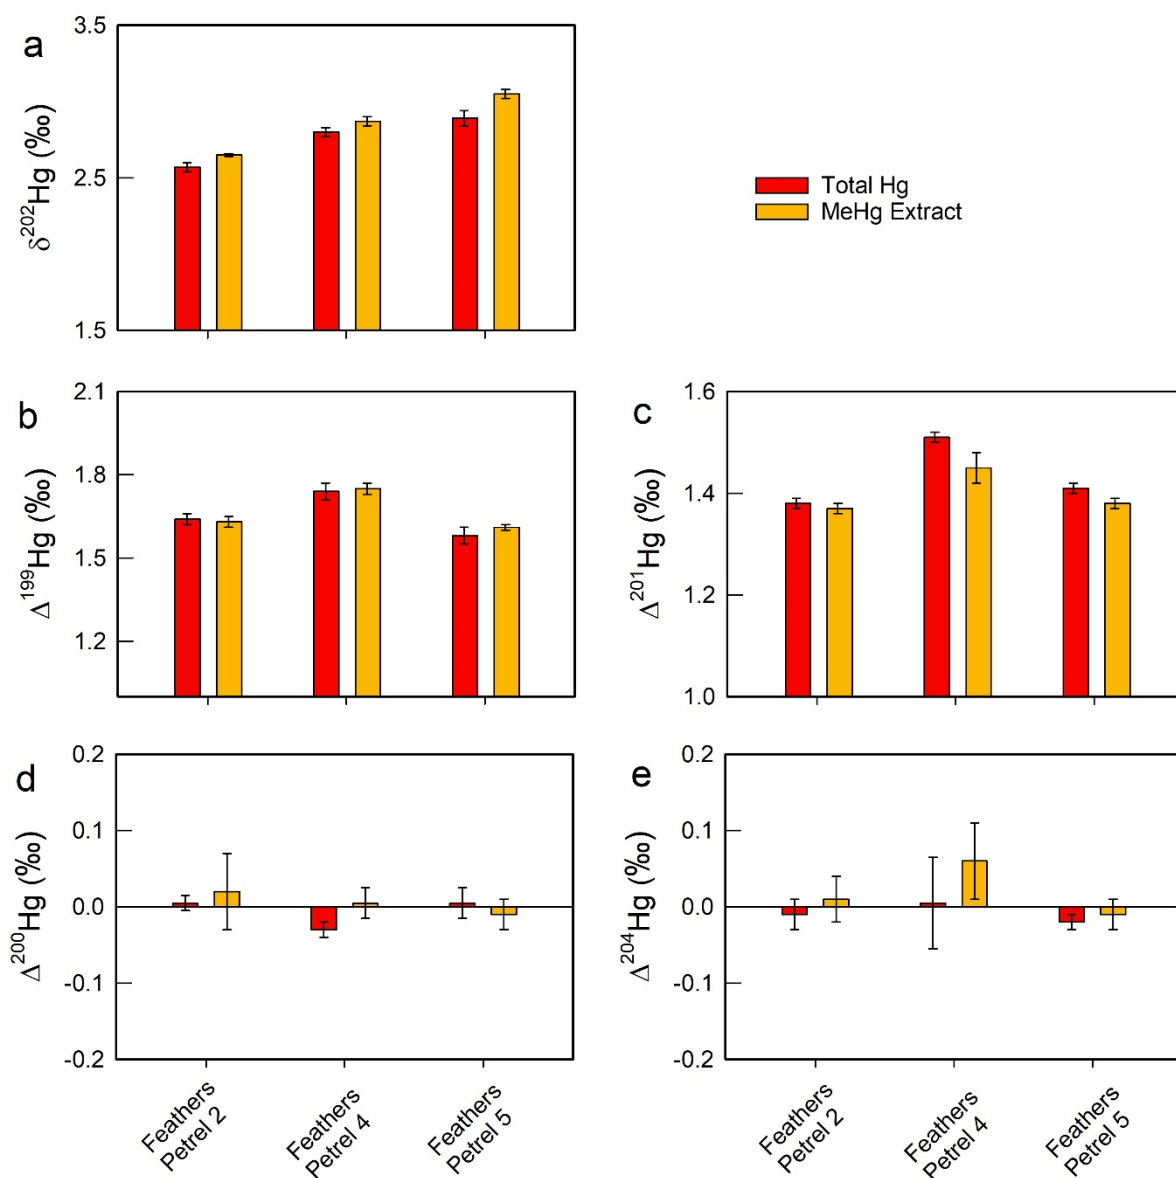 a
δ²⁰²Hg (‰)
3.5
2.5
1.5
Total Hg
MeHg Extract
b
Δ¹⁹⁹Hg (‰)
2.1
1.8
1.5
1.2
c
Δ²⁰¹Hg (‰)
1.6
1.4
1.2
1.0
d
Δ²⁰⁰Hg (‰)
0.2
0.1
0.0
-0.1
-0.2
Feathers
Petrel 2
Feathers
Petrel 4
Feathers
Petrel 5
e
Δ²⁰⁴Hg (‰)
0.2
0.1
0.0
-0.1
-0.2
Feathers
Petrel 2
Feathers
Petrel 4
Feathers
Petrel 5